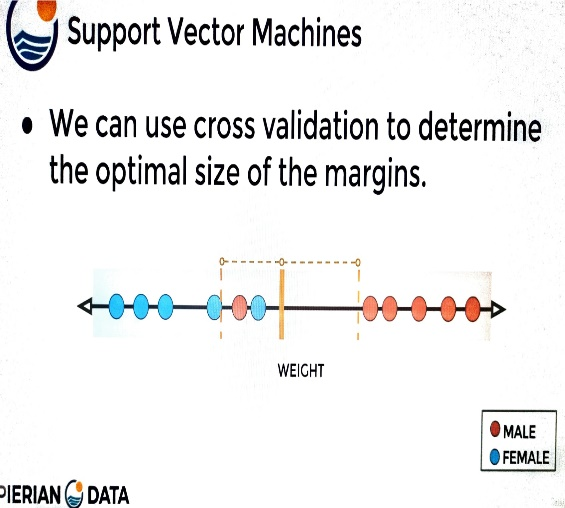 Support Vector Machines
• We can use cross validation to determine
the optimal size of the margins.
WEIGHT
MALE
FEMALE
PIERIAN DATA